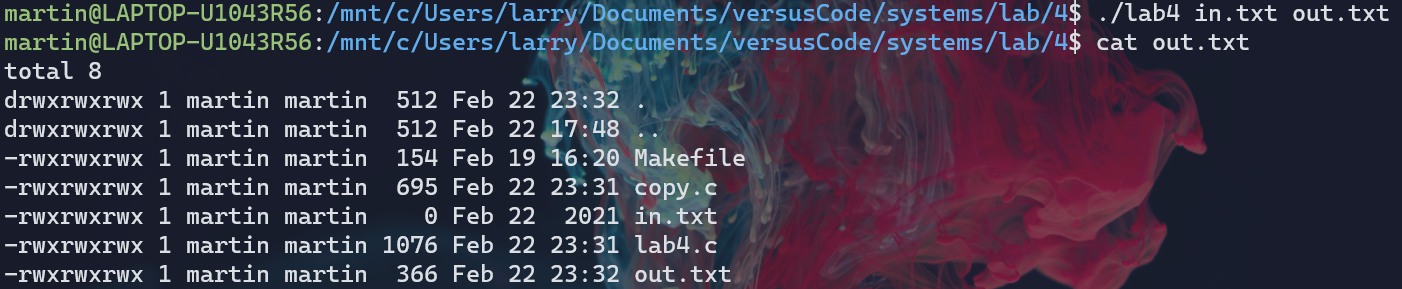 martin@LAPTOP-U1043R56:/mnt/c/Users/larry/Documents/versusCode/systems/lab/4$ ./lab4 in.txt out.txt
martin@LAPTOP-U1043R56:/mnt/c/Users/larry/Documents/versusCode/systems/lab/4$ cat out.txt
total 8
drwxrwxrwx 1 martin martin  512 Feb 22 23:32 .
drwxrwxrwx 1 martin martin  512 Feb 22 17:48 ..
-rwxrwxrwx 1 martin martin  154 Feb 19 16:20 Makefile
-rwxrwxrwx 1 martin martin  695 Feb 22 23:31 copy.c
-rwxrwxrwx 1 martin martin    0 Feb 22  2021 in.txt
-rwxrwxrwx 1 martin martin 1076 Feb 22 23:31 lab4.c
-rwxrwxrwx 1 martin martin  366 Feb 22 23:32 out.txt